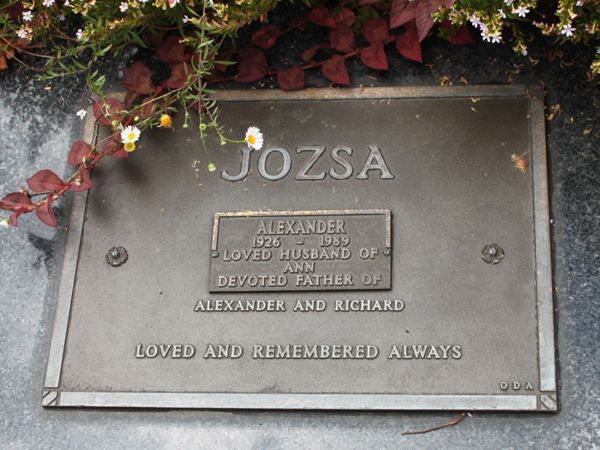 JOZSA
ALEXANDER
1926 - 1989
LOVED HUSBAND OF
ANN
DEVOTED FATHER OF
ALEXANDER AND RICHARD
LOVED AND REMEMBERED ALWAYS
ODA